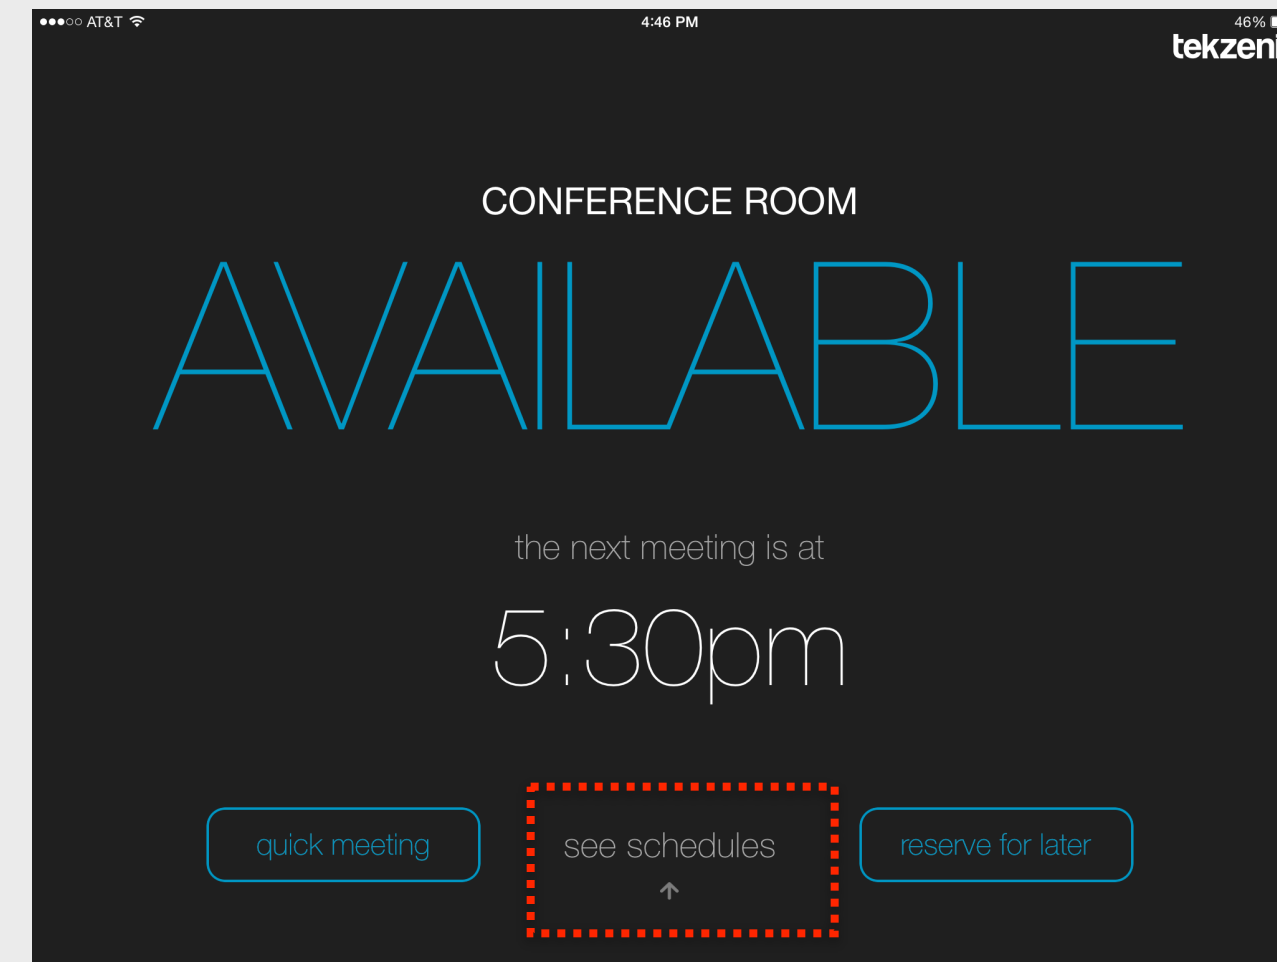 AT&T 4:46 PM 46%
tekzeni
CONFERENCE ROOM
AVAILABLE
the next meeting is at
5:30pm
quick meeting see schedules reserve for later